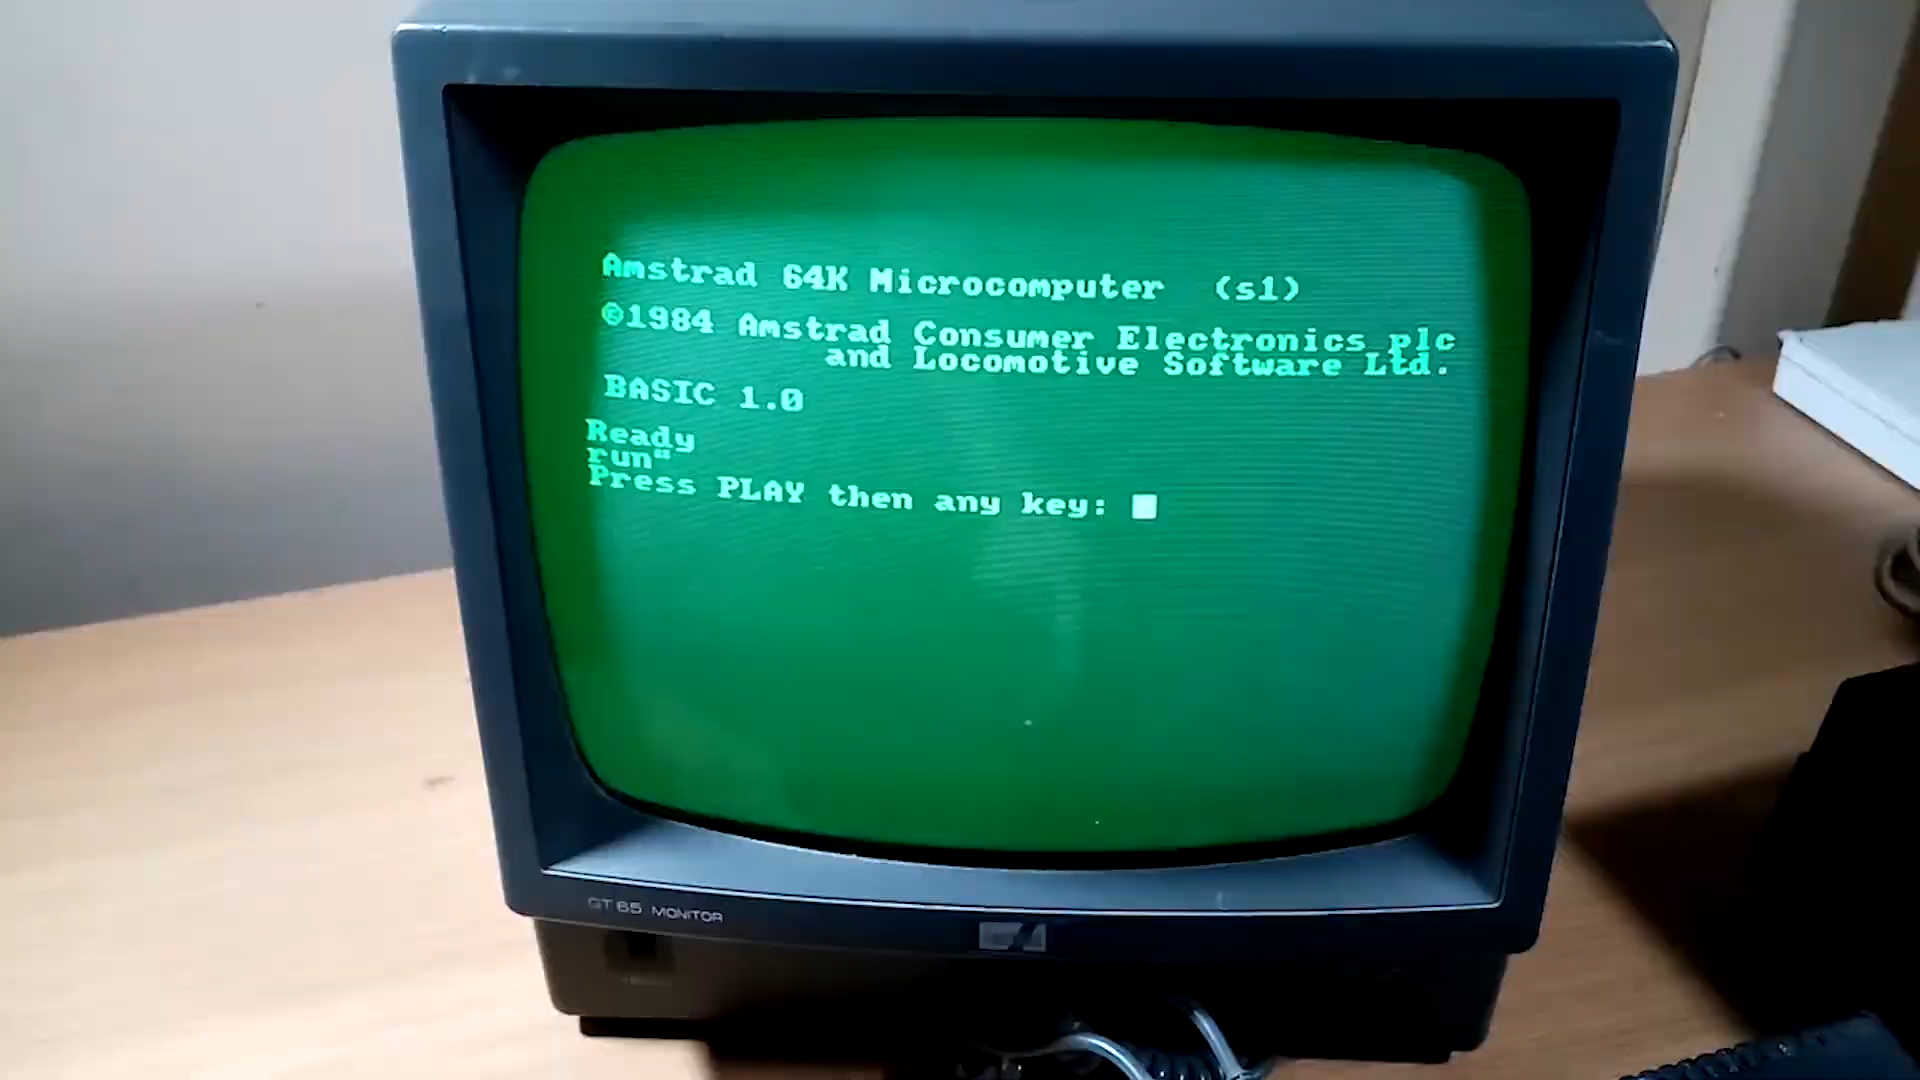 Amstrad 64K Microcomputer (s1)
©1984 Amstrad Consumer Electronics plc
and Locomotive Software Ltd.
BASIC 1.0
Ready
run"
Press PLAY then any key:
GT 65 MONITOR